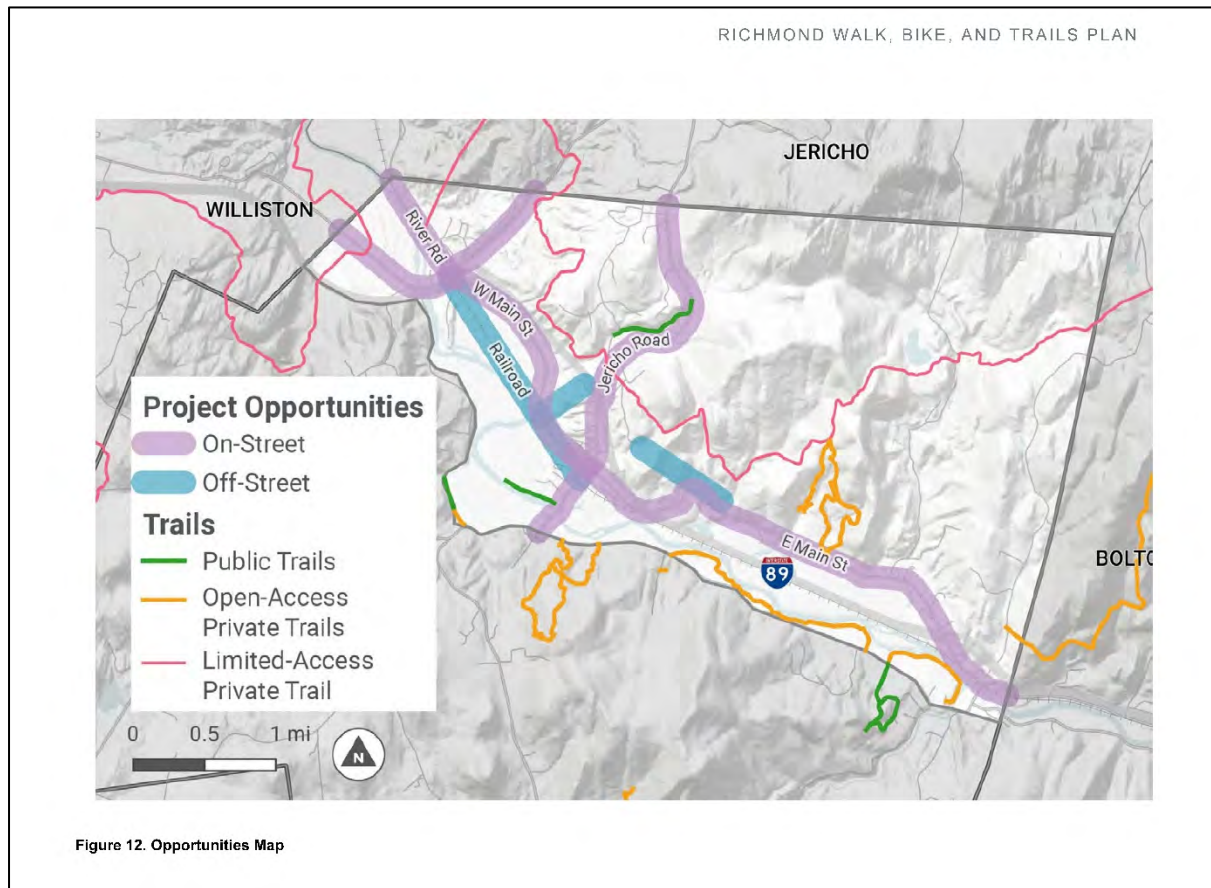 RICHMOND WALK, BIKE, AND TRAILS PLAN
JERICHO
WILLISTON
River Rd
W Main St
Railroad
Jericho Road
Project Opportunities
On-Street
Off-Street
Trails
Public Trails
Open-Access
Private Trails
Limited-Access
Private Trail
E Main St
INTERSTATE
89
BOLTO
0 0.5 1 mi
N
Figure 12. Opportunities Map